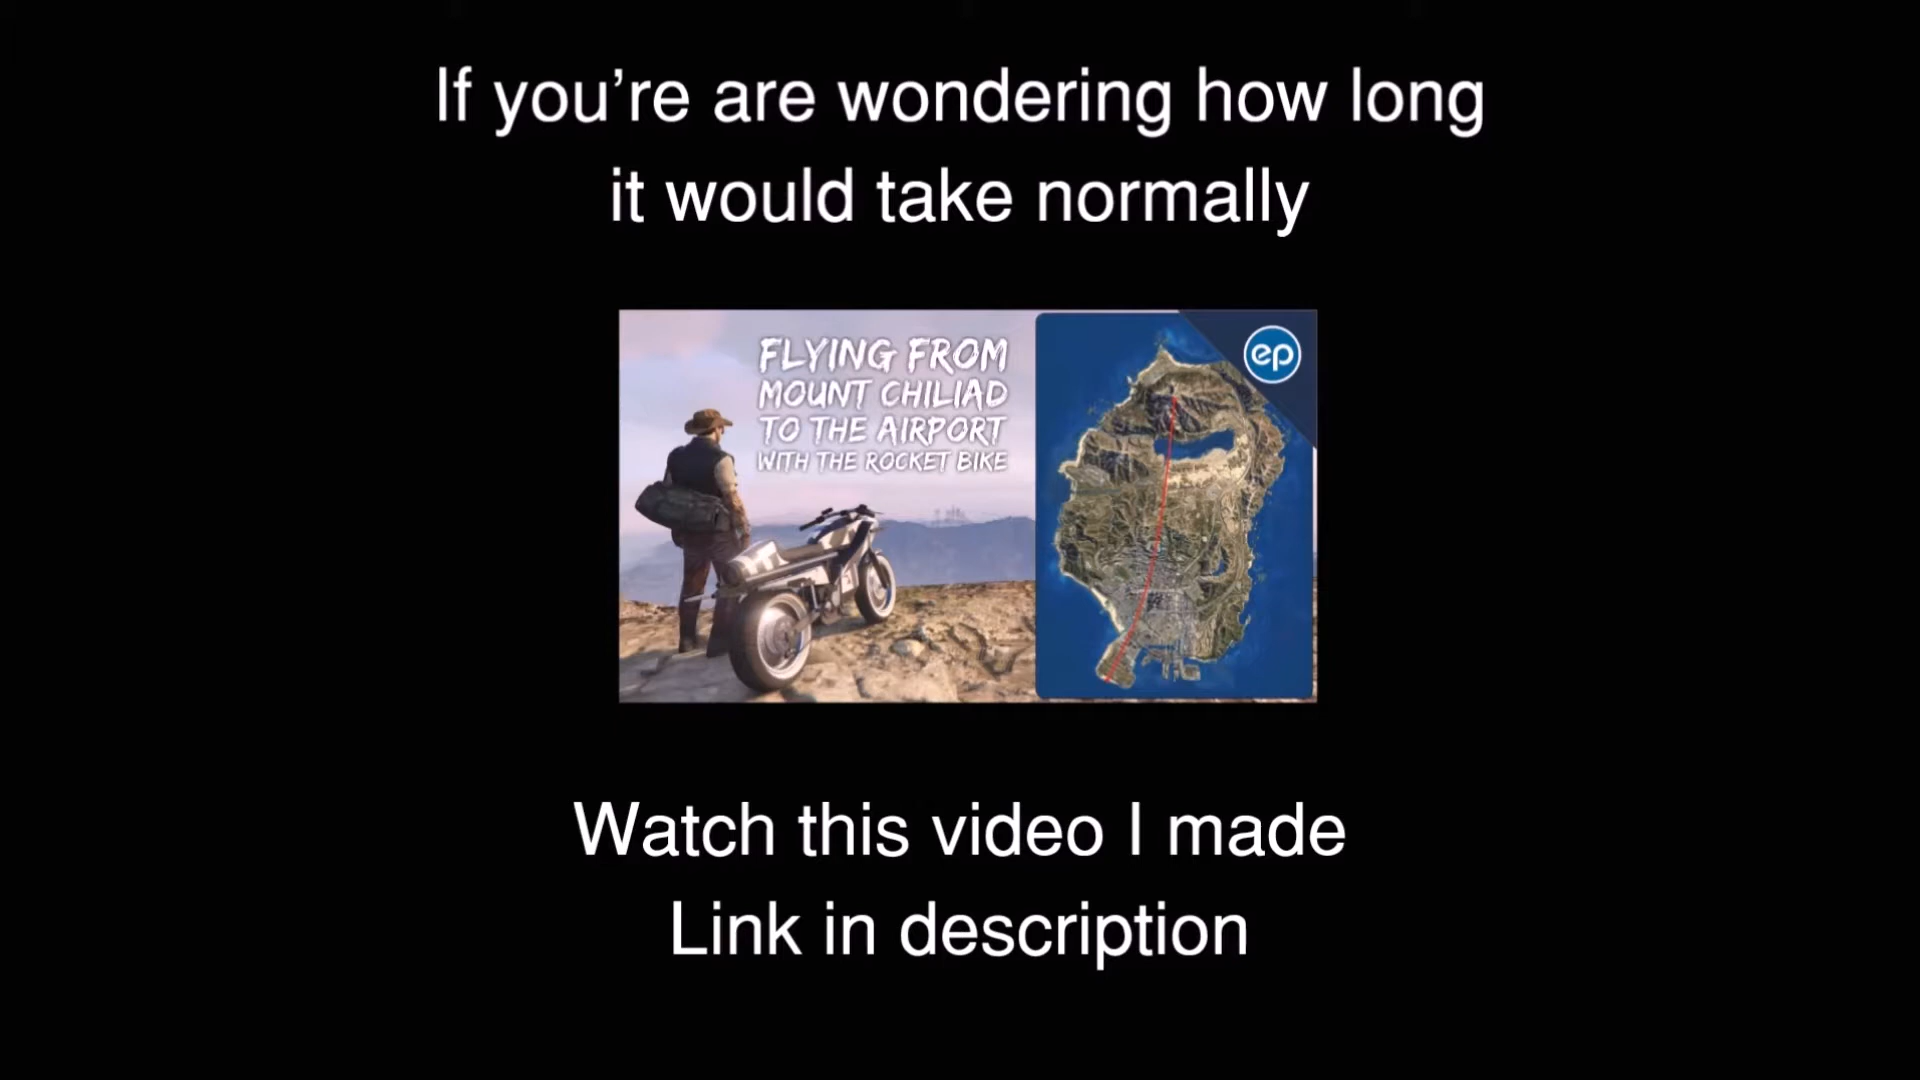 If you’re are wondering how long
it would take normally
FLYING FROM
MOUNT CHILIAD
TO THE AIRPORT
WITH THE ROCKET BIKE
ep
Watch this video I made
Link in description